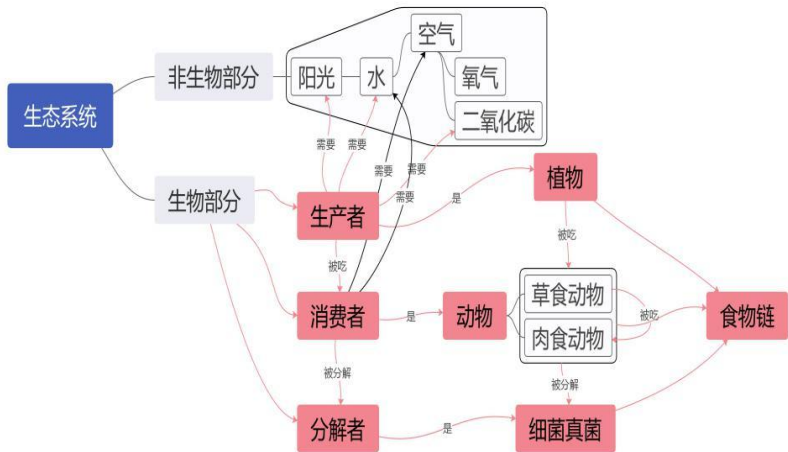 空气
非生物部分
阳光
水
氧气
生态系统
二氧化碳
需要
需要
需要
需要
需要
植物
生物部分
生产者
是
被吃
被吃
草食动物
消费者
是
动物
被吃
食物链
肉食动物
被分解
被分解
分解者
是
细菌真菌